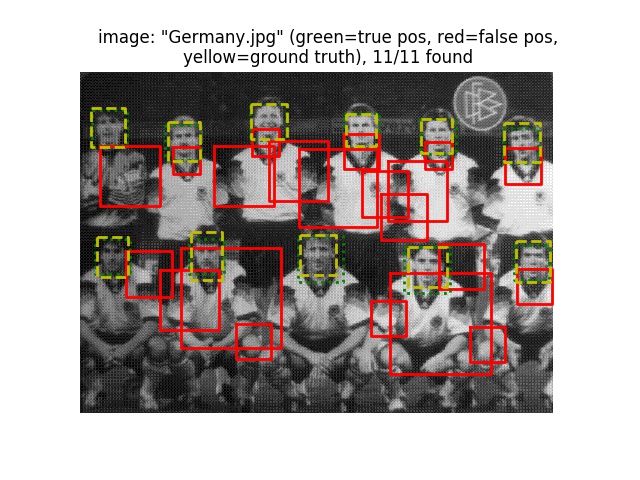 image: "Germany.jpg" (green=true pos, red=false pos,
yellow=ground truth), 11/11 found